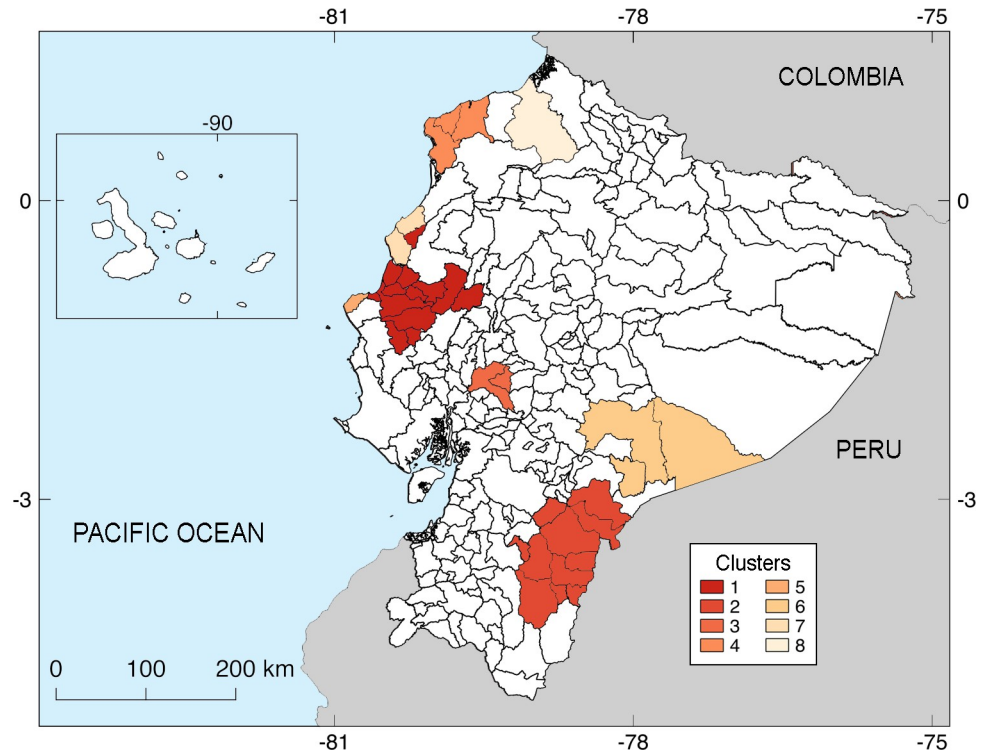 -81 -78 -75
COLOMBIA
-90
0 0
PERU
-3 -3
PACIFIC OCEAN
Clusters
1 5
2 6
3 7
4 8
0 100 200 km
-81 -78 -75